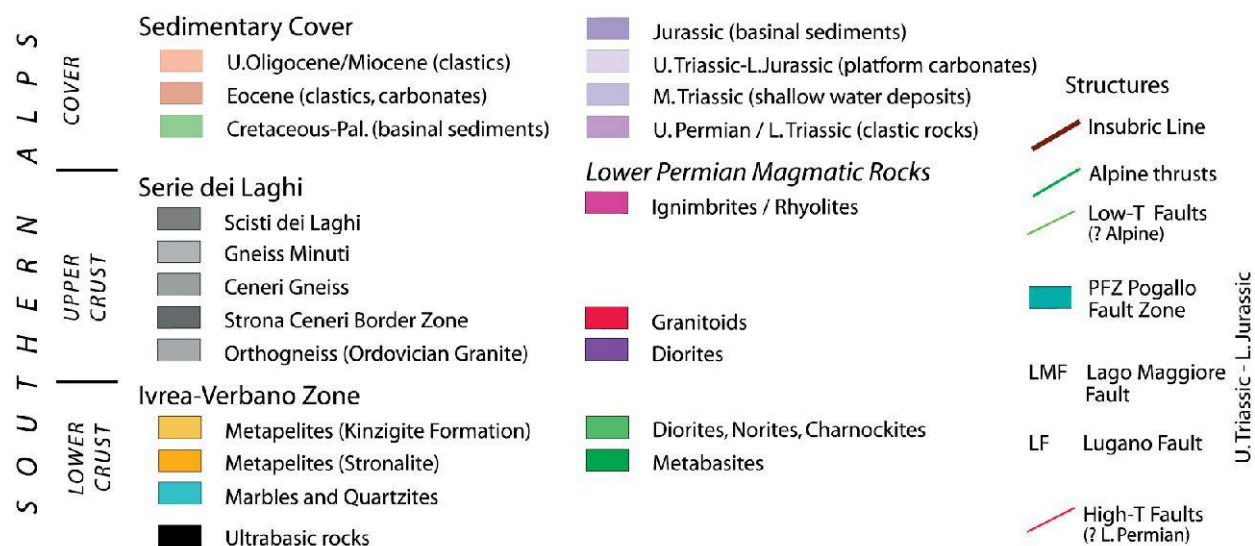 SOUTHERN ALPS
COVER
UPPER
CRUST
LOWER
CRUST
Sedimentary Cover
U.Oligocene/Miocene (clastics)
Eocene (clastics, carbonates)
Cretaceous-Pal. (basinal sediments)
Jurassic (basinal sediments)
U.Triassic-L.Jurassic (platform carbonates)
M.Triassic (shallow water deposits)
U.Permian / L.Triassic (clastic rocks)
Serie dei Laghi
Scisti dei Laghi
Gneiss Minuti
Ceneri Gneiss
Strona Ceneri Border Zone
Orthogneiss (Ordovician Granite)
Lower Permian Magmatic Rocks
Ignimbrites / Rhyolites
Granitoids
Diorites
Ivrea-Verbano Zone
Metapelites (Kinzigite Formation)
Metapelites (Stronalite)
Marbles and Quartzites
Ultrabasic rocks
Diorites, Norites, Charnockites
Metabasites
Structures
Insubric Line
Alpine thrusts
Low-T Faults
(? Alpine)
PFZ Pogallo
Fault Zone
LMF Lago Maggiore
Fault
LF Lugano Fault
U.Triassic - L.Jurassic
High-T Faults
(? L.Permian)